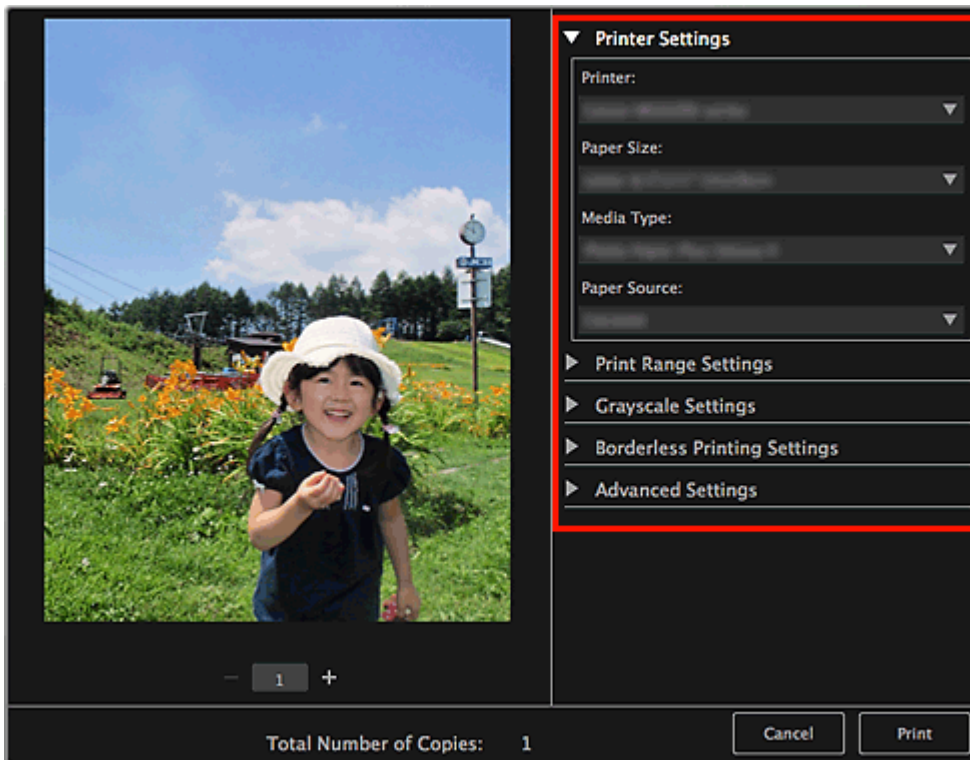 Printer Settings
Printer:
Paper Size:
Media Type:
Paper Source:
Print Range Settings
Grayscale Settings
Borderless Printing Settings
Advanced Settings
1
Total Number of Copies: 1
Cancel
Print